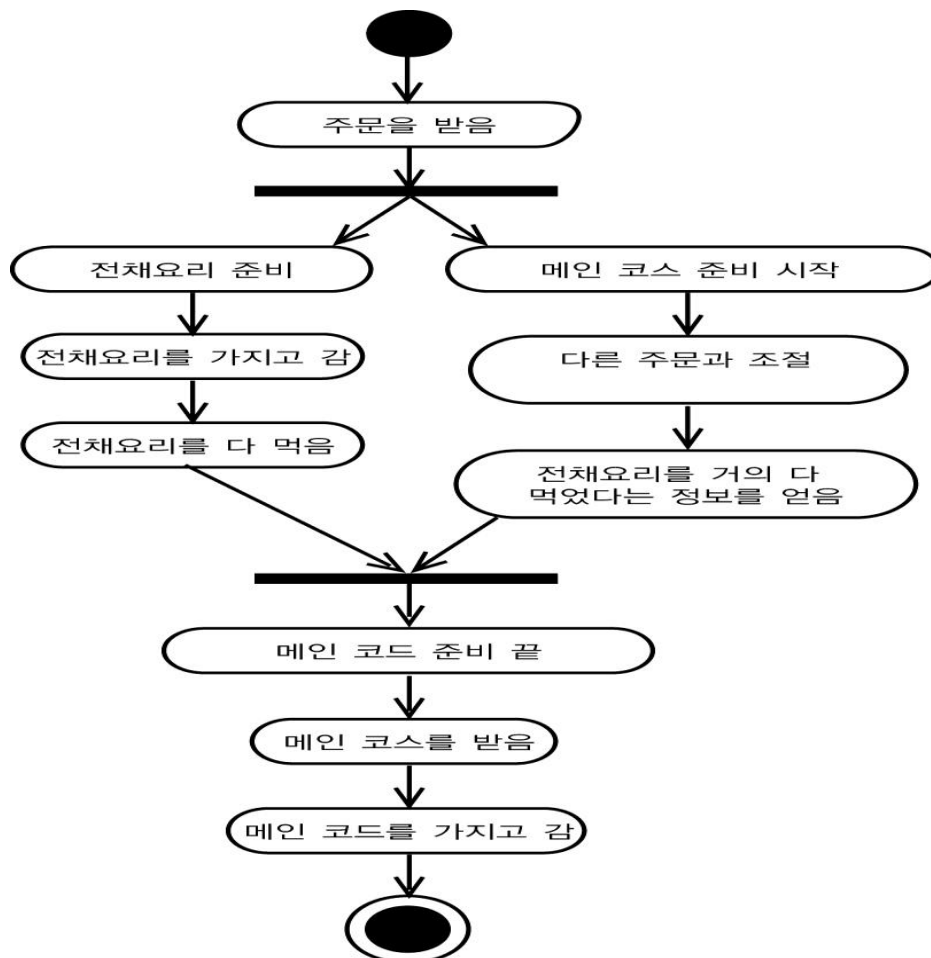 주문을 받음
전채요리 준비
메인 코스 준비 시작
전채요리를 가지고 감
다른 주문과 조절
전채요리를 다 먹음
전채요리를 거의 다
먹었다는 정보를 얻음
메인 코드 준비 끝
메인 코스를 받음
메인 코드를 가지고 감